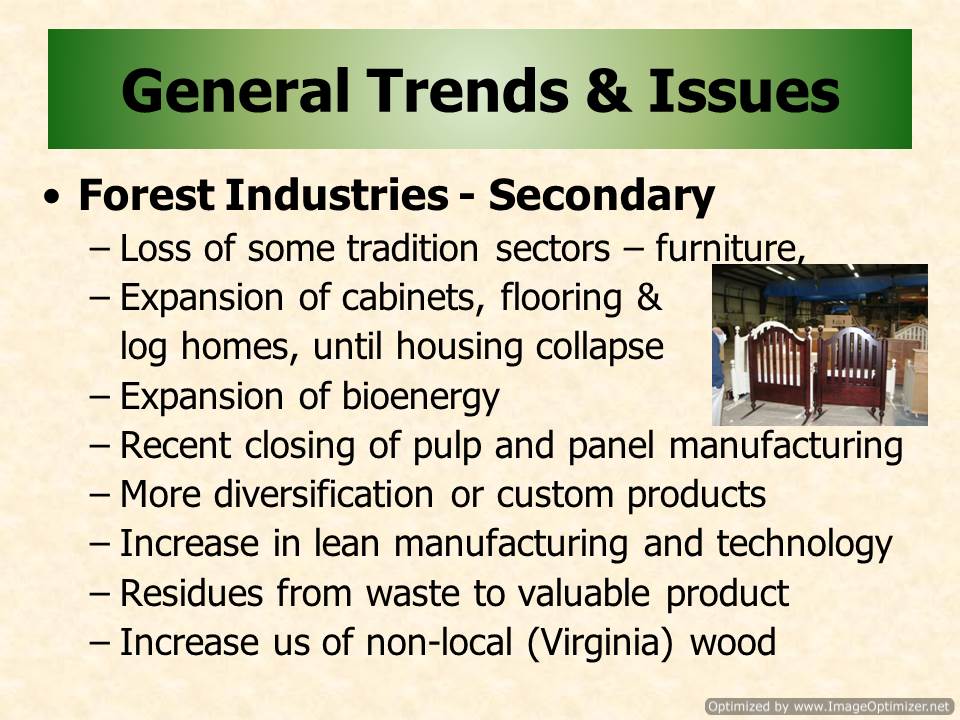 General Trends & Issues
• Forest Industries - Secondary
– Loss of some tradition sectors – furniture,
– Expansion of cabinets, flooring &
log homes, until housing collapse
– Expansion of bioenergy
– Recent closing of pulp and panel manufacturing
– More diversification or custom products
– Increase in lean manufacturing and technology
– Residues from waste to valuable product
– Increase us of non-local (Virginia) wood
Optimized by www.ImageOptimizer.net